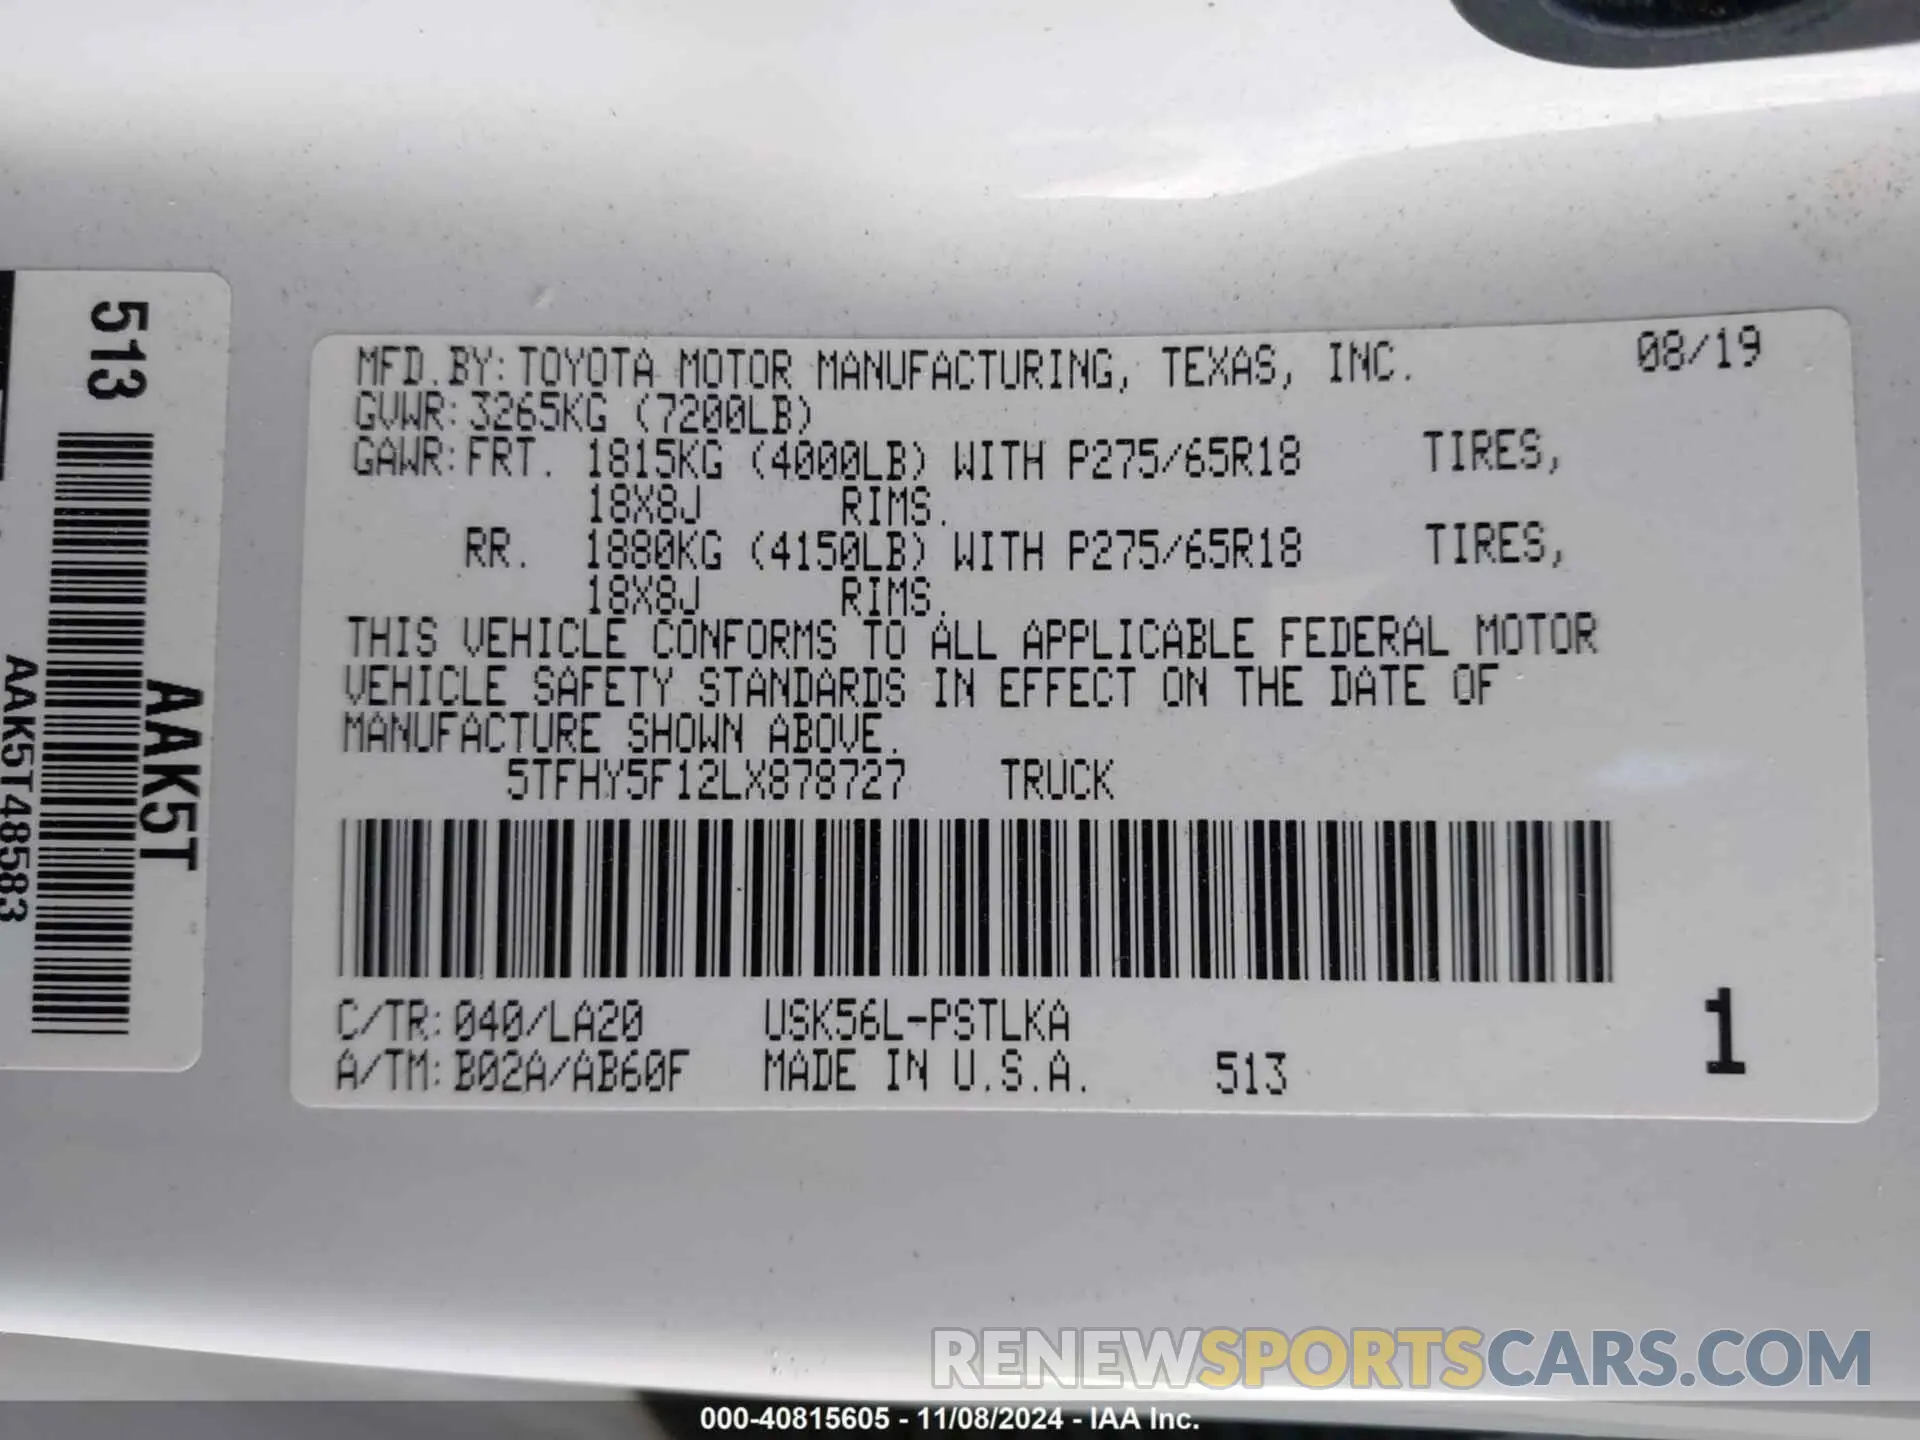 513
AAK5T
AAK5T48583
MFD.BY:TOYOTA MOTOR MANUFACTURING, TEXAS, INC. 08/19
GVWR:3265KG (7200LB)
GAWR:FRT. 1815KG (4000LB) WITH P275/65R18 TIRES,
18X8J RIMS.
RR. 1880KG (4150LB) WITH P275/65R18 TIRES,
18X8J RIMS.
THIS VEHICLE CONFORMS TO ALL APPLICABLE FEDERAL MOTOR
VEHICLE SAFETY STANDARDS IN EFFECT ON THE DATE OF
MANUFACTURE SHOWN ABOVE.
5TFHY5F12LX878727 TRUCK
C/TR:040/LA20 USK56L-PSTLKA
A/TM:B02A/AB60F MADE IN U.S.A. 513
1
RENEWSPORTSCARS.COM
000-40815605 - 11/08/2024 - IAA Inc.